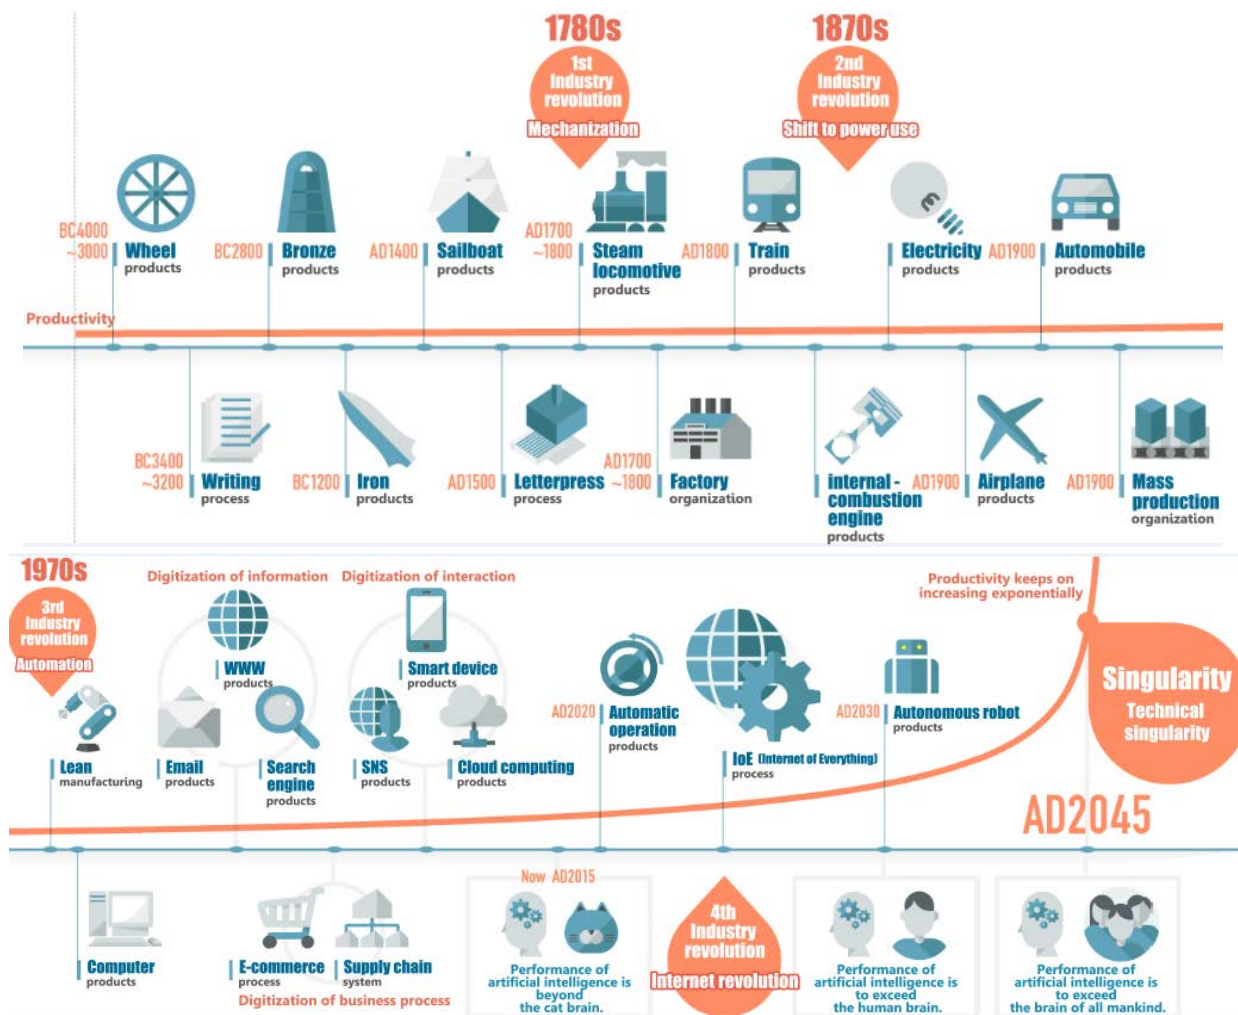 1780s
1st
Industry
revolution
Mechanization
1870s
2nd
Industry
revolution
Shift to power use
BC4000
~3000
Wheel
products
BC2800
Bronze
products
AD1400
Sailboat
products
AD1700
~1800
Steam
locomotive
products
AD1800
Train
products
Electricity
products
AD1900
Automobile
products
Productivity
BC3400
~3200
Writing
process
BC1200
Iron
products
AD1500
Letterpress
process
AD1700
~1800
Factory
organization
internal -
combustion
engine
products
AD1900
Airplane
products
AD1900
Mass
production
organization
1970s
3rd
Industry
revolution
Automation
Digitization of information
Digitization of interaction
Productivity keeps on
increasing exponentially
WWW
products
Smart device
products
Lean
manufacturing
Email
products
Search
engine
products
SNS
products
Cloud computing
products
AD2020
Automatic
operation
products
IoE (Internet of Everything)
process
AD2030
Autonomous robot
products
Singularity
Technical
singularity
AD2045
Computer
products
E-commerce
process
Supply chain
system
Digitization of business process
Now AD2015
Performance of
artificial intelligence is
beyond
the cat brain.
4th
Industry
revolution
Internet revolution
Performance of
artificial intelligence is
to exceed
the human brain.
Performance of
artificial intelligence is
to exceed
the brain of all mankind.